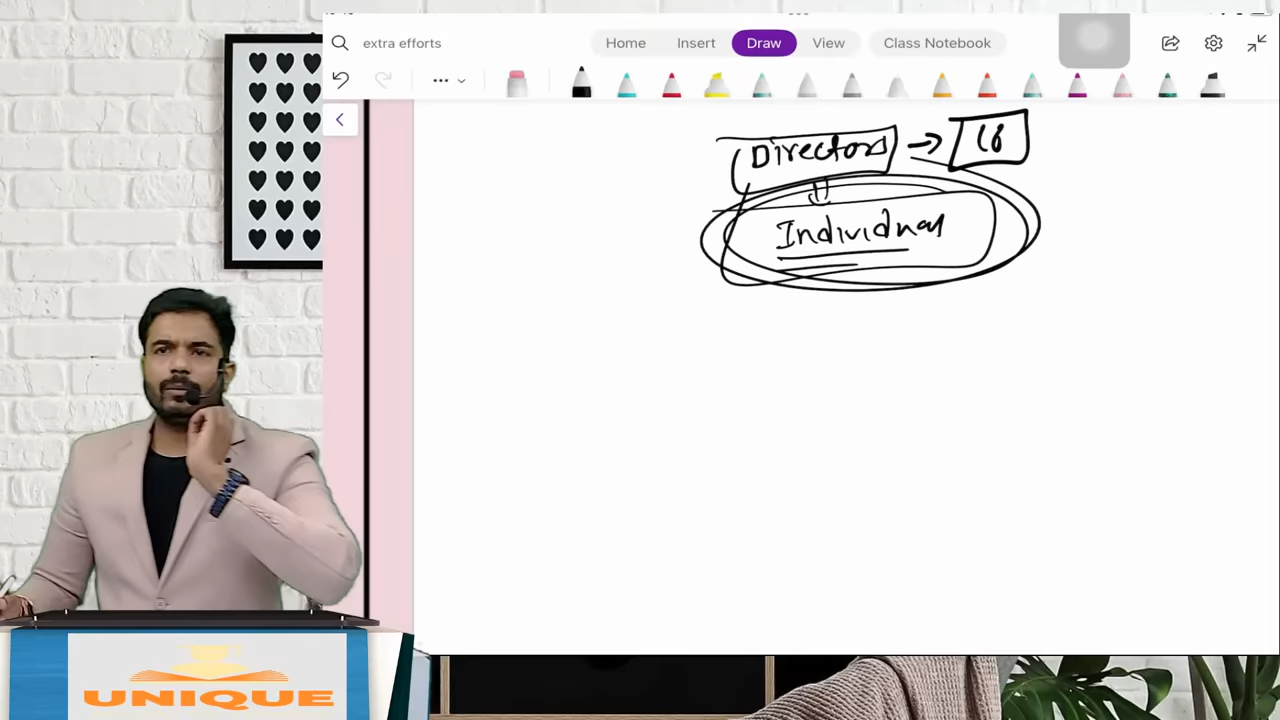 extra efforts
Home Insert Draw View Class Notebook
Directors → 18
Individual
UNIQUE